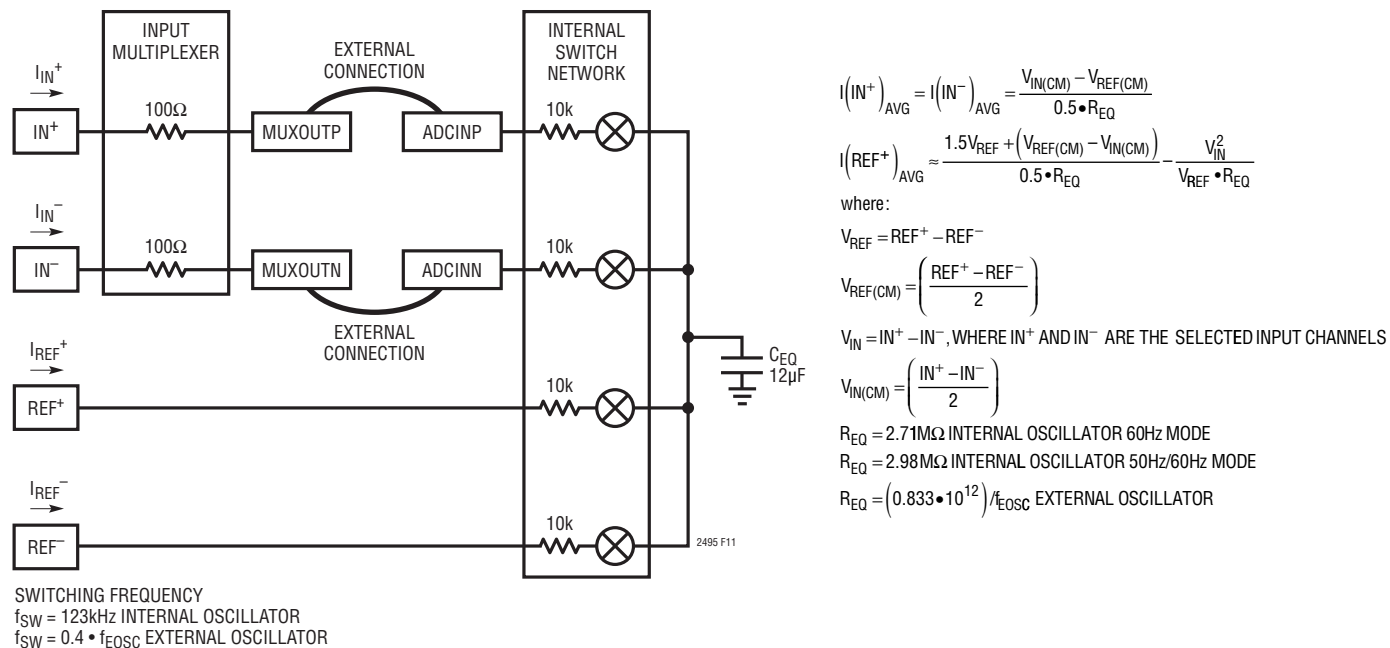 INPUT
MULTIPLEXER
EXTERNAL
CONNECTION
INTERNAL
SWITCH
NETWORK
I_IN^+
IN^+
100Ω
MUXOUTP
ADCINP
10k
I_IN^–
IN^–
100Ω
MUXOUTN
ADCINN
10k
EXTERNAL
CONNECTION
C_EQ
12µF
I_REF^+
REF^+
10k
I_REF^–
REF^–
10k
2495 F11
SWITCHING FREQUENCY
f_SW = 123kHz INTERNAL OSCILLATOR
f_SW = 0.4 • f_EOSC EXTERNAL OSCILLATOR
I(IN^+)_AVG = I(IN^–)_AVG = (V_IN(CM) – V_REF(CM)) / (0.5•R_EQ)
I(REF^+)_AVG ≈ (1.5V_REF + (V_REF(CM) – V_IN(CM))) / (0.5•R_EQ) – V_IN^2 / (V_REF•R_EQ)
where:
V_REF = REF^+ – REF^–
V_REF(CM) = ((REF^+ – REF^–) / 2)
V_IN = IN^+ – IN^–, WHERE IN^+ AND IN^– ARE THE SELECTED INPUT CHANNELS
V_IN(CM) = ((IN^+ – IN^–) / 2)
R_EQ = 2.71MΩ INTERNAL OSCILLATOR 60Hz MODE
R_EQ = 2.98MΩ INTERNAL OSCILLATOR 50Hz/60Hz MODE
R_EQ = (0.833•10^12)/f_EOSC EXTERNAL OSCILLATOR